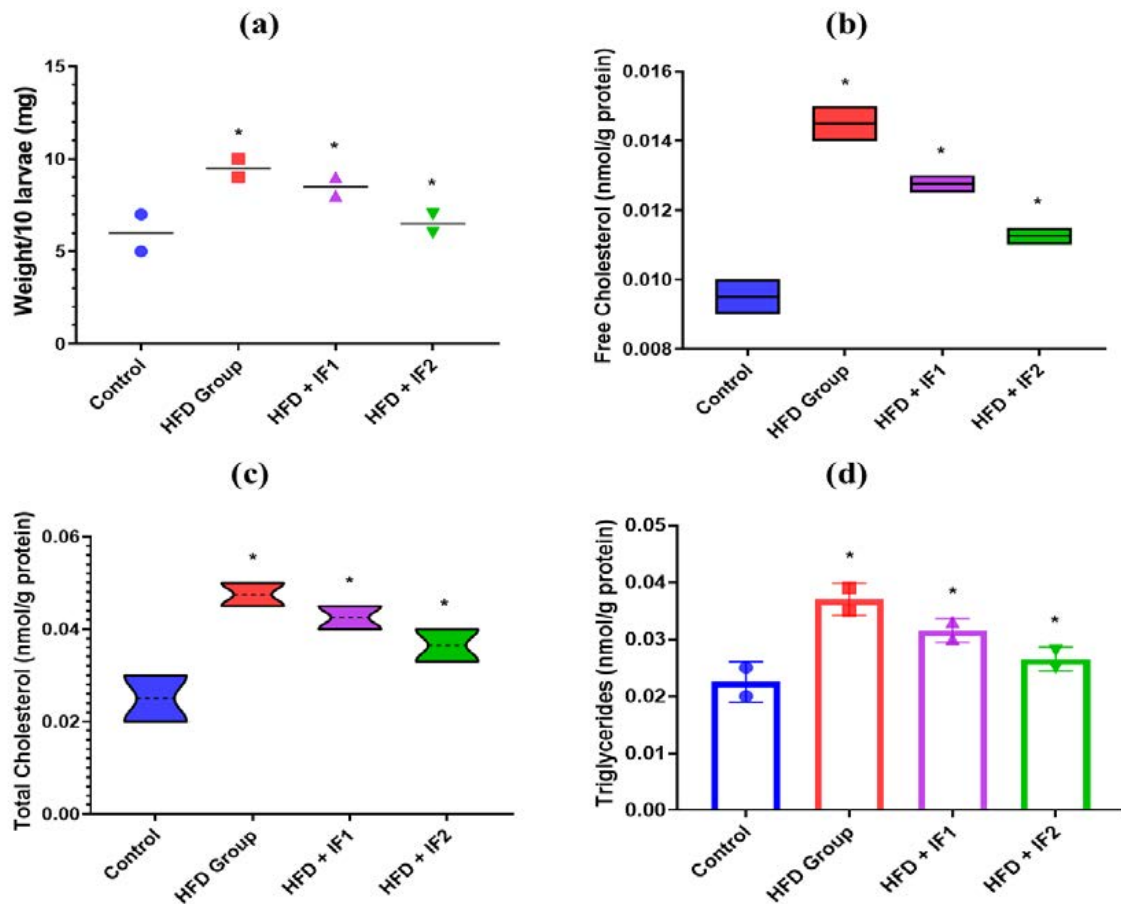 (a)
Weight/10 larvae (mg)
15
10
5
0
*
*
*
Control
HFD Group
HFD + IF1
HFD + IF2
(b)
Free Cholesterol (nmol/g protein)
0.016
0.014
0.012
0.010
0.008
*
*
*
Control
HFD Group
HFD + IF1
HFD + IF2
(c)
Total Cholesterol (nmol/g protein)
0.06
0.04
0.02
0.00
*
*
*
Control
HFD Group
HFD + IF1
HFD + IF2
(d)
Triglycerides (nmol/g protein)
0.05
0.04
0.03
0.02
0.01
0.00
*
*
*
Control
HFD Group
HFD + IF1
HFD + IF2